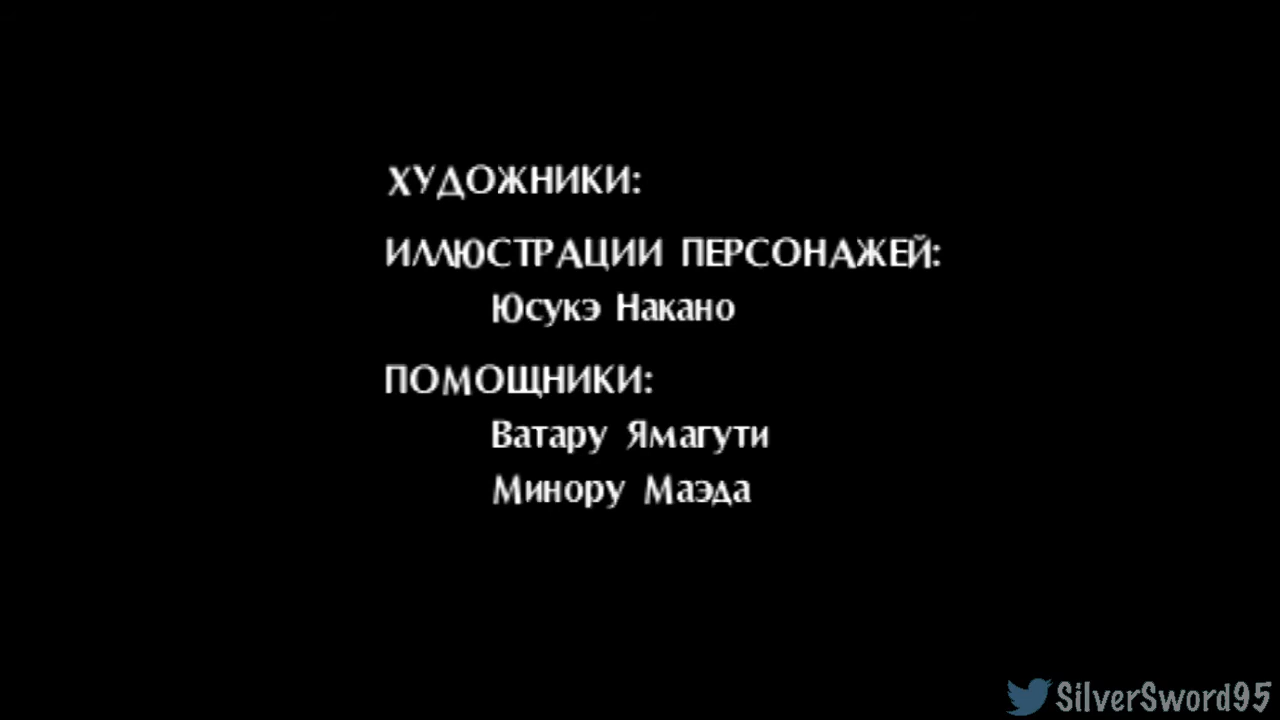 ХУДОЖНИКИ:
ИЛЛЮСТРАЦИИ ПЕРСОНАЖЕЙ:
Юсукэ Накано
ПОМОЩНИКИ:
Ватару Ямагути
Минору Маэда
SilverSword95